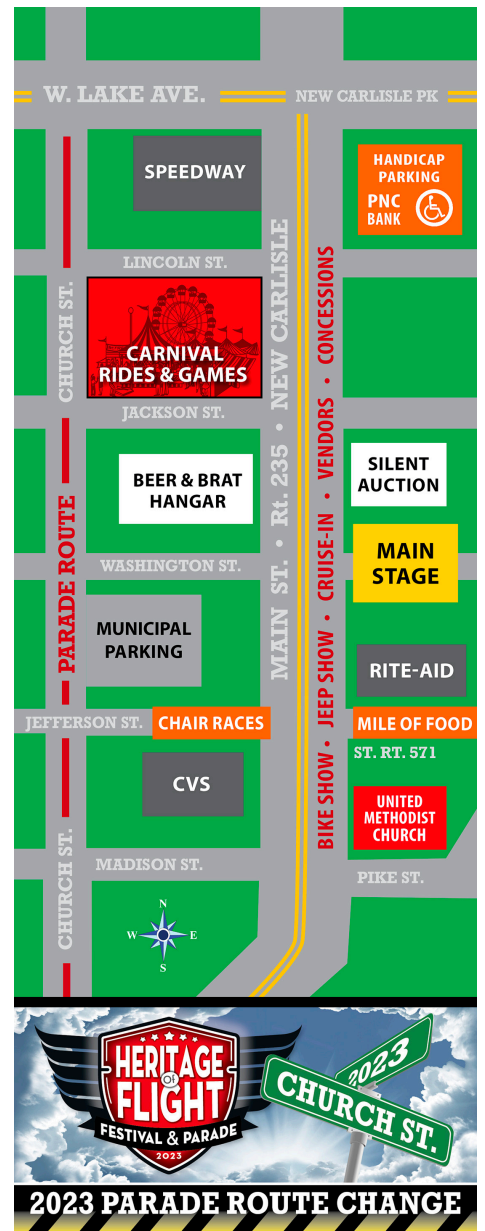 W. LAKE AVE.
NEW CARLISLE PK
SPEEDWAY
HANDICAP
PARKING
PNC
BANK
LINCOLN ST.
CHURCH ST.
CARNIVAL
RIDES & GAMES
JACKSON ST.
MAIN ST. • Rt. 235 • NEW CARLISLE
BIKE SHOW • JEEP SHOW • CRUISE-IN • VENDORS • CONCESSIONS
BEER & BRAT
HANGAR
SILENT
AUCTION
MAIN
STAGE
WASHINGTON ST.
PARADE ROUTE
MUNICIPAL
PARKING
RITE-AID
JEFFERSON ST.
CHAIR RACES
MILE OF FOOD
ST. RT. 571
CVS
UNITED
METHODIST
CHURCH
MADISON ST.
PIKE ST.
CHURCH ST.
N
W
E
S
HERITAGE
OF
FLIGHT
FESTIVAL & PARADE
2023
2023
CHURCH ST.
2023 PARADE ROUTE CHANGE